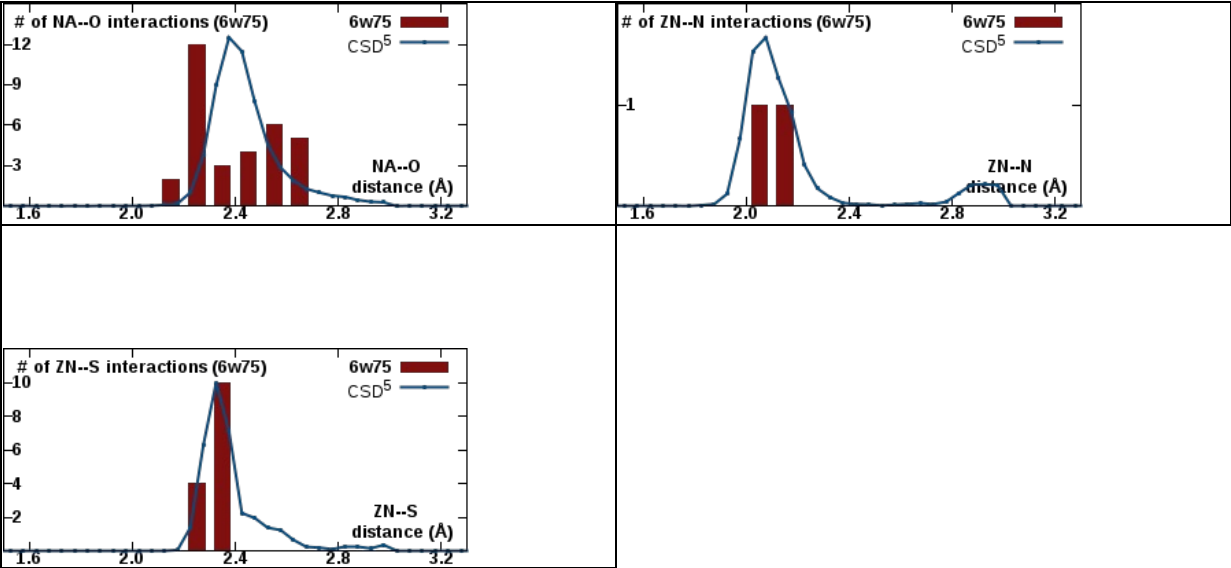 # of NA--O interactions (6w75)
6w75
CSD5
12
9
6
3
NA--O
distance (Å)
1.6 2.0 2.4 2.8 3.2
# of ZN--N interactions (6w75)
6w75
CSD5
1
ZN--N
distance (Å)
1.6 2.0 2.4 2.8 3.2
# of ZN--S interactions (6w75)
6w75
CSD5
10
8
6
4
2
ZN--S
distance (Å)
1.6 2.0 2.4 2.8 3.2